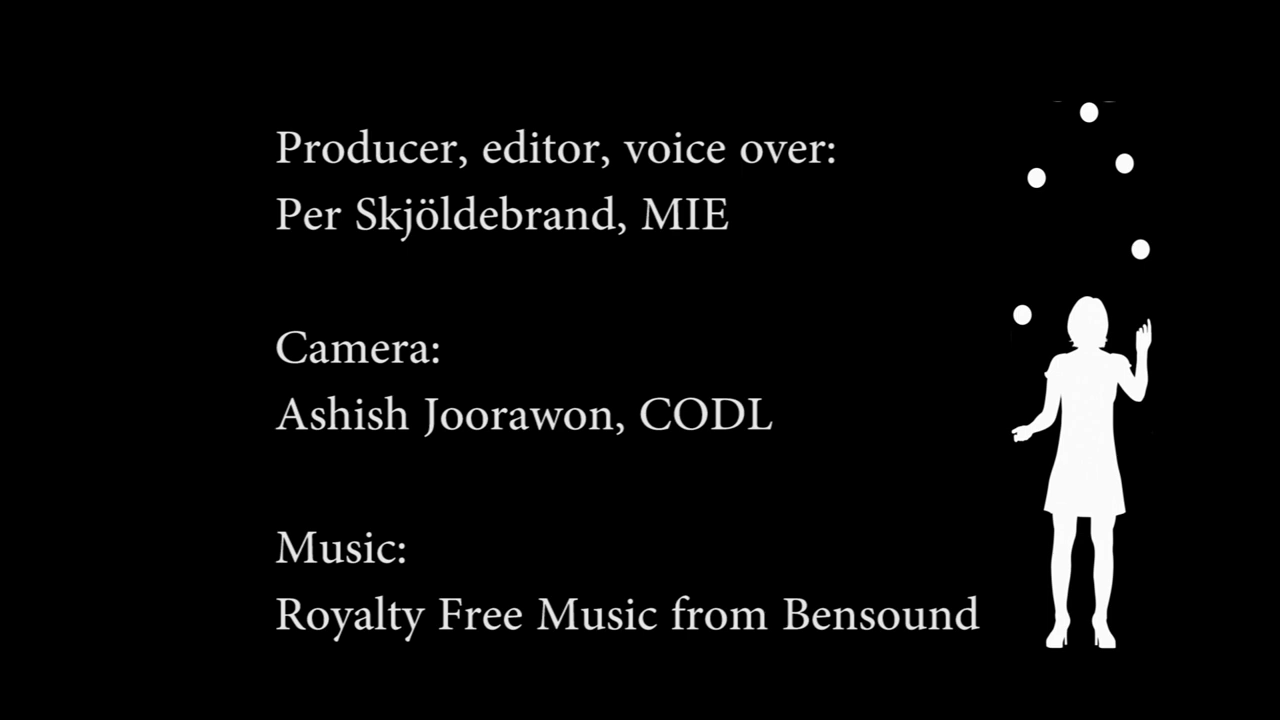 Producer, editor, voice over:
Per Skjöldebrand, MIE
Camera:
Ashish Joorawon, CODL
Music:
Royalty Free Music from Bensound